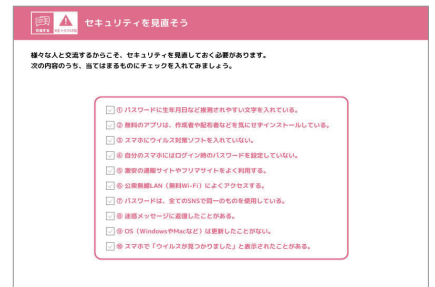 セキュリティを見直そう
様々な人と交流するからこそ、セキュリティを見直しておく必要があります。
次の内容のうち、当てはまるものにチェックを入れてみましょう。
① パスワードに生年月日など推測されやすい文字を入れている。
② 無料のアプリは、作成者や配布者などを気にせずインストールしている。
③ スマホにウイルス対策ソフトを入れていない。
④ 自分のスマホにはログイン時のパスワードを設定していない。
⑤ 激安の通販サイトやフリマサイトをよく利用する。
⑥ 公衆無線LAN（無料Wi-Fi）によくアクセスする。
⑦ パスワードは、全てのSNSで同一のものを使用している。
⑧ 迷惑メッセージに返信したことがある。
⑨ OS（WindowsやMacなど）は更新したことがない。
⑩ スマホで「ウイルスが見つかりました」と表示されたことがある。